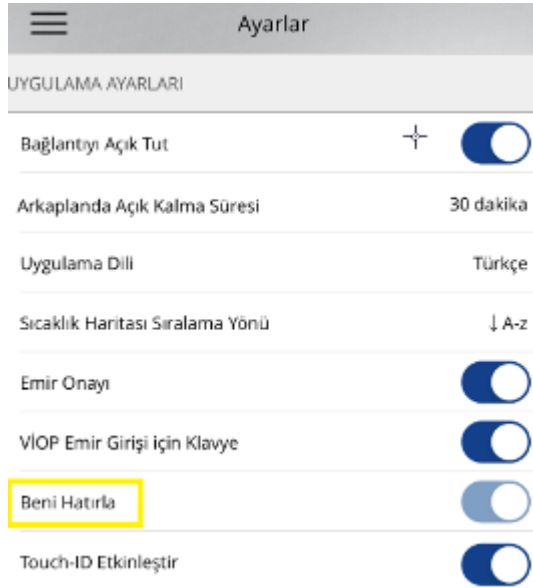 Ayarlar
UYGULAMA AYARLARI
Bağlantıyı Açık Tut
Arkaplanda Açık Kalma Süresi 30 dakika
Uygulama Dili Türkçe
Sıcaklık Haritası Sıralama Yönü ↓ A-z
Emir Onayı
VİOP Emir Girişi için Klavye
Beni Hatırla
Touch-ID Etkinleştir